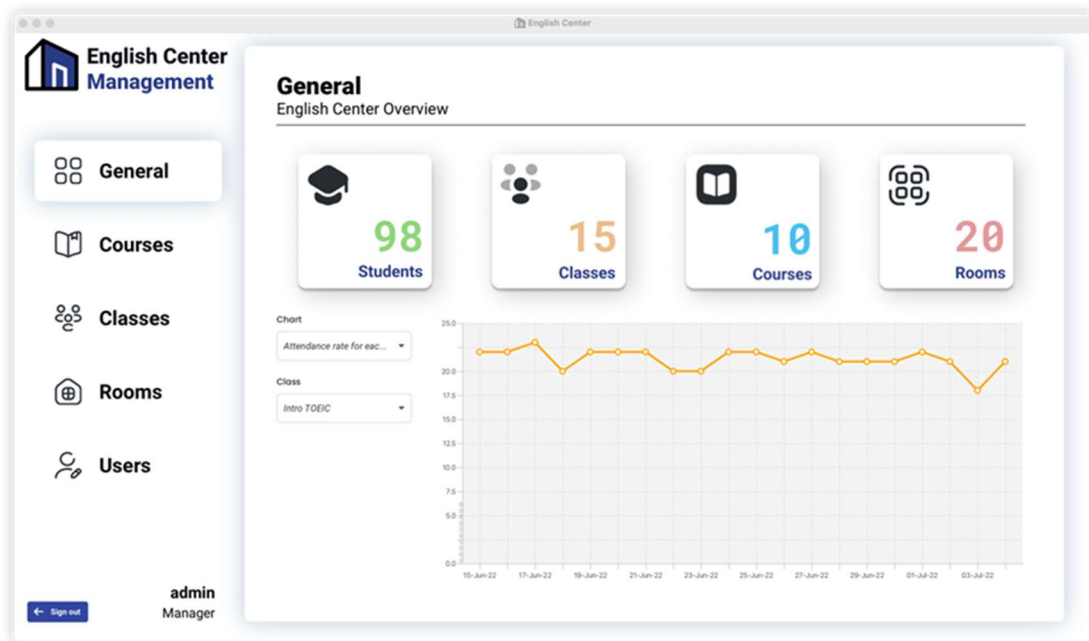 English Center
English Center
Management
General
Courses
Classes
Rooms
Users
admin
Manager
← Sign out
General
English Center Overview
98
Students
15
Classes
10
Courses
20
Rooms
Chart
Attendance rate for eac...
Class
Intro TOEIC
25.0
20.0
17.5
15.0
12.5
10.0
7.5
5.0
0.0
15-Jun-22 17-Jun-22 19-Jun-22 21-Jun-22 23-Jun-22 25-Jun-22 27-Jun-22 29-Jun-22 01-Jul-22 03-Jul-22